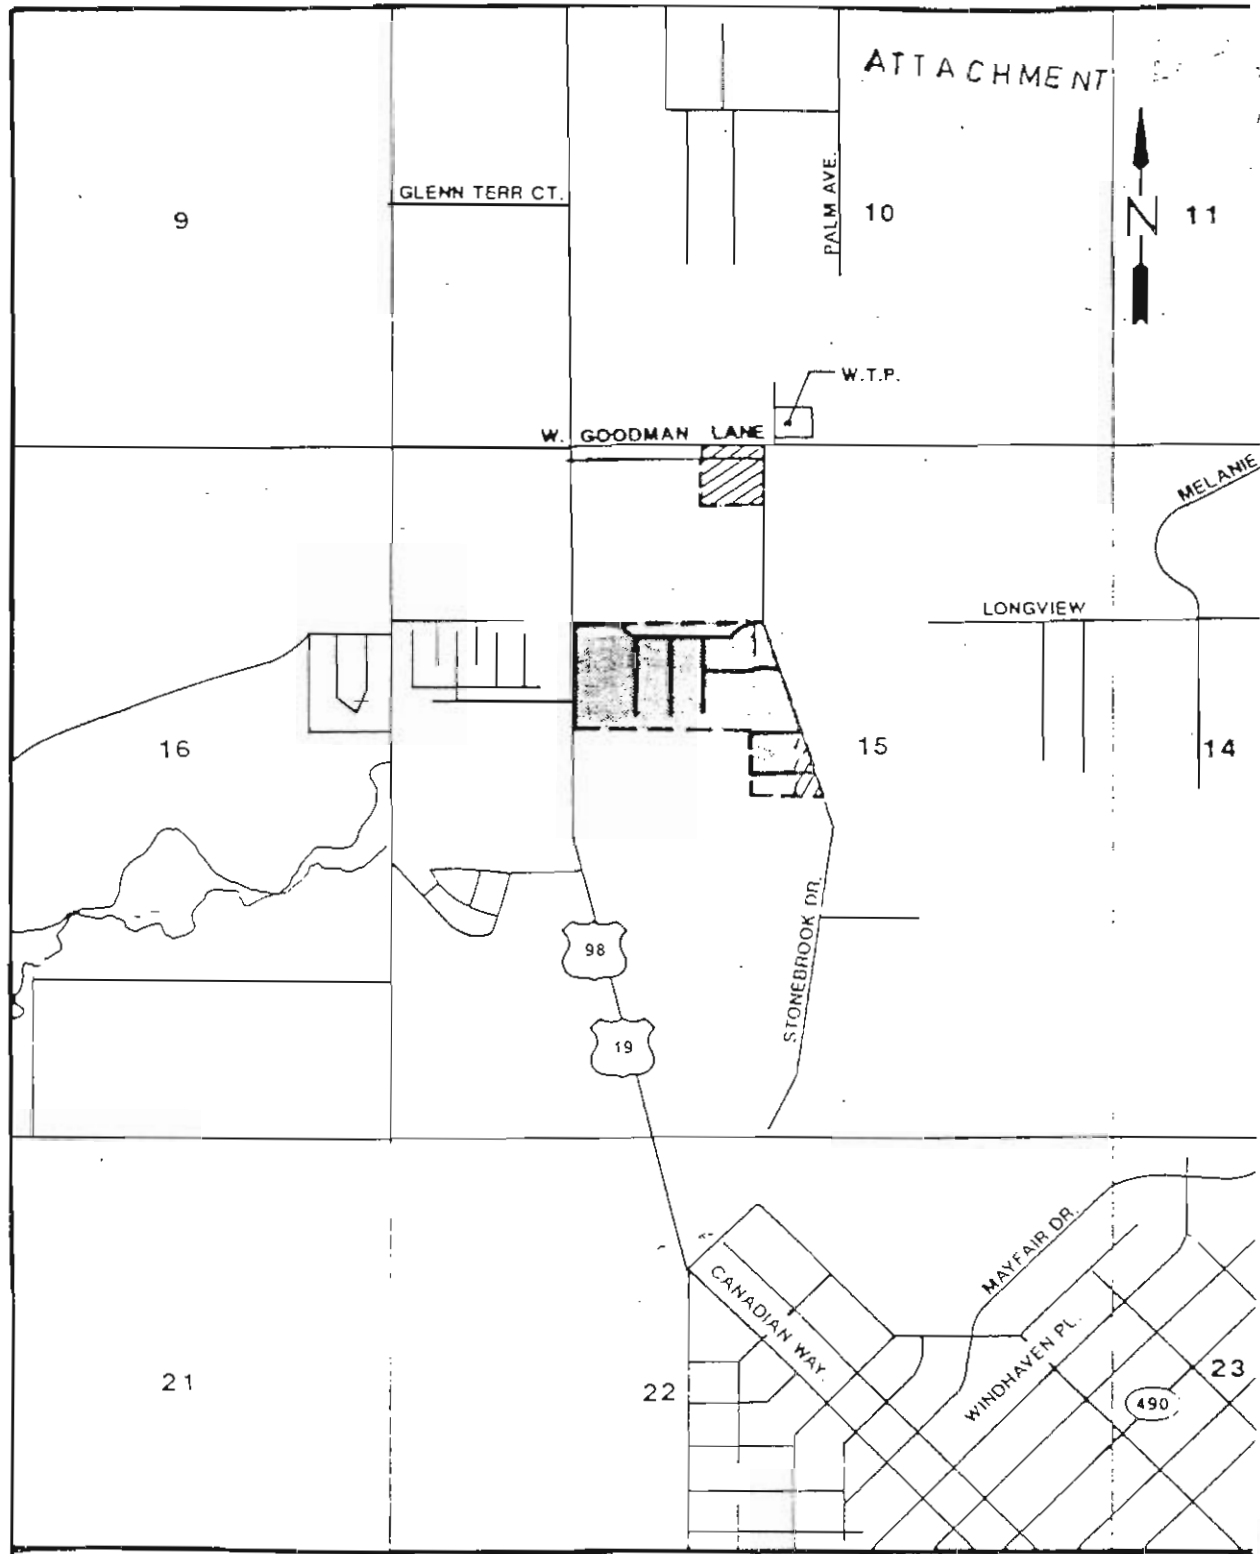 ATTACHMENT
GLENN TERR CT.
9
PALM AVE.
10
N
11
W.T.P.
W. GOODMAN LANE
MELANIE
LONGVIEW
16
15
14
98
STONEBROOK DR.
19
MAYFAIR DR.
CANADIAN WAY.
WINDHAVEN PL.
21
22
23
490